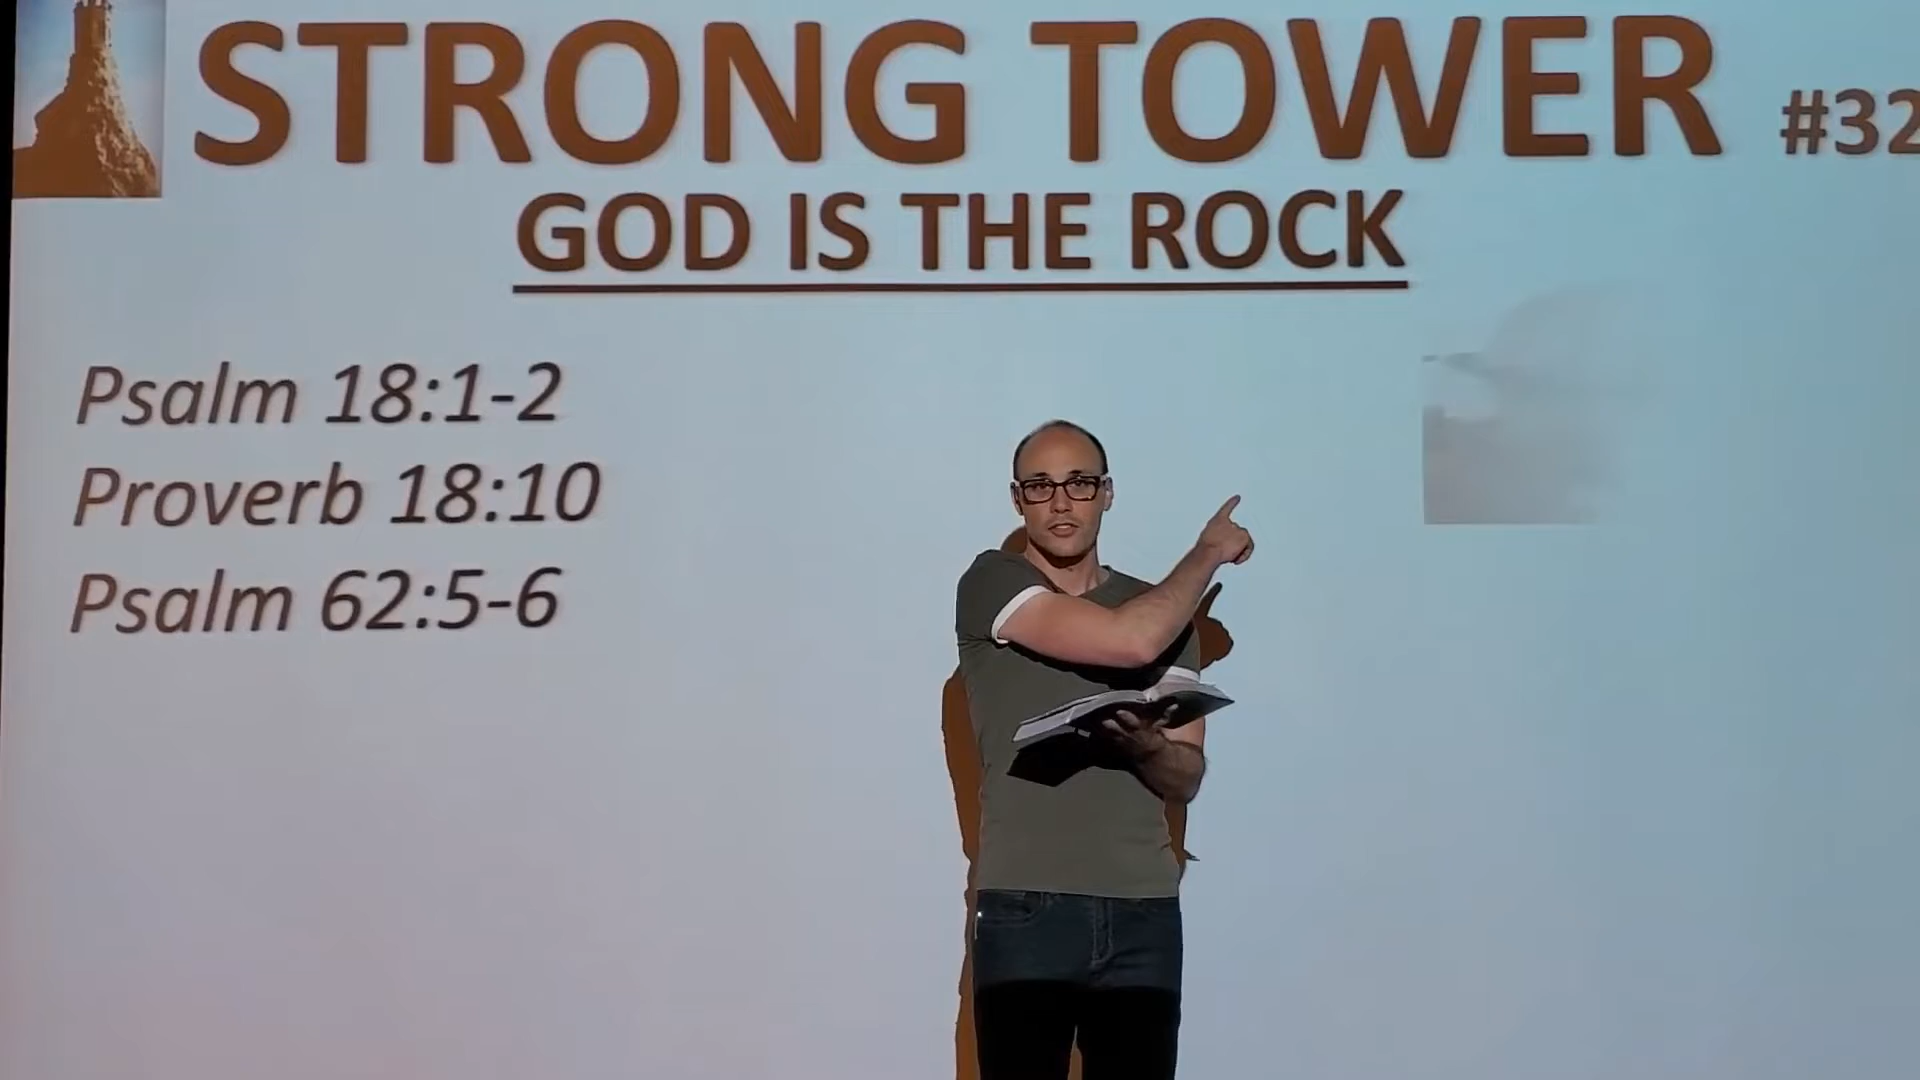 STRONG TOWER #32
GOD IS THE ROCK
Psalm 18:1-2
Proverb 18:10
Psalm 62:5-6